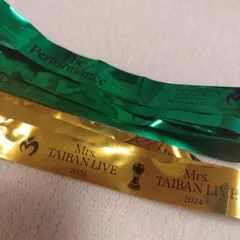 The
Performance
Mrs.
TAIBAN LIVE
2024
Mrs.
TAIBAN LIVE
2024